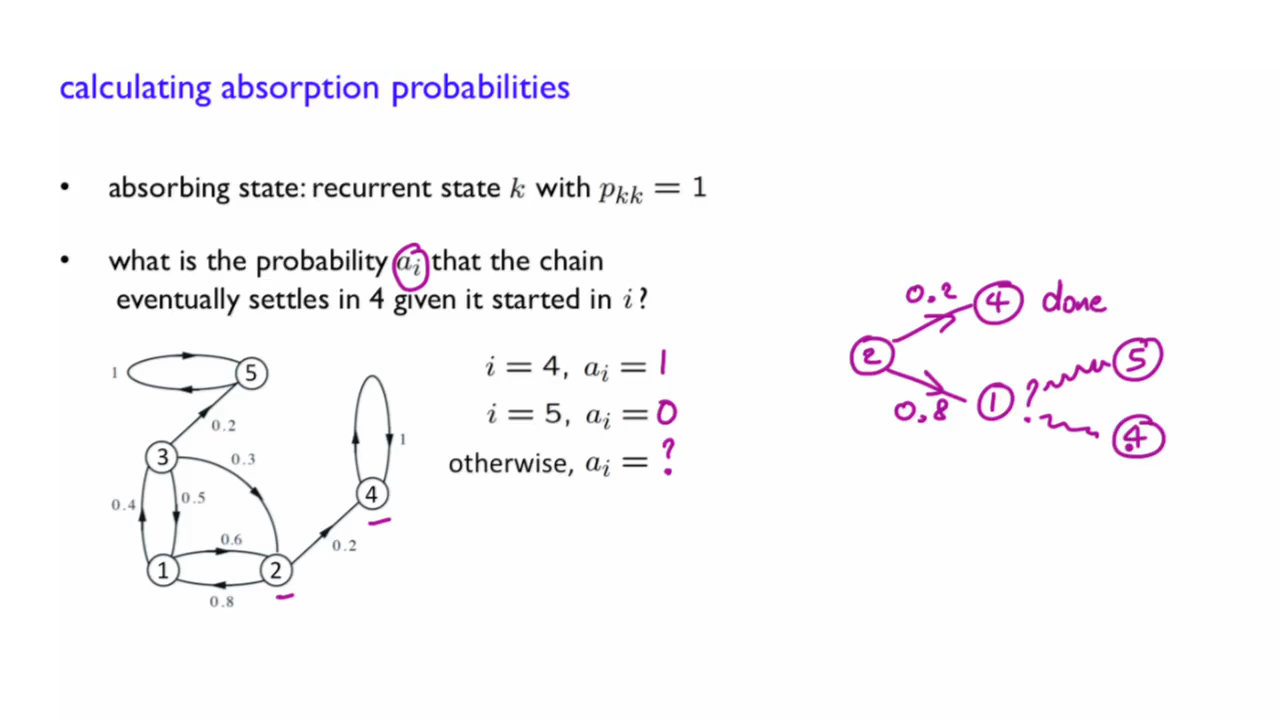 calculating absorption probabilities
• absorbing state: recurrent state k with p_{kk} = 1
• what is the probability a_i that the chain
eventually settles in 4 given it started in i?
i = 4, a_i = 1
i = 5, a_i = 0
otherwise, a_i = ?
1
5
0.2
3
0.3
0.4
0.5
1
4
0.6
0.2
1
2
0.8
0.2
4 done
2
0.8
1
?
5
4